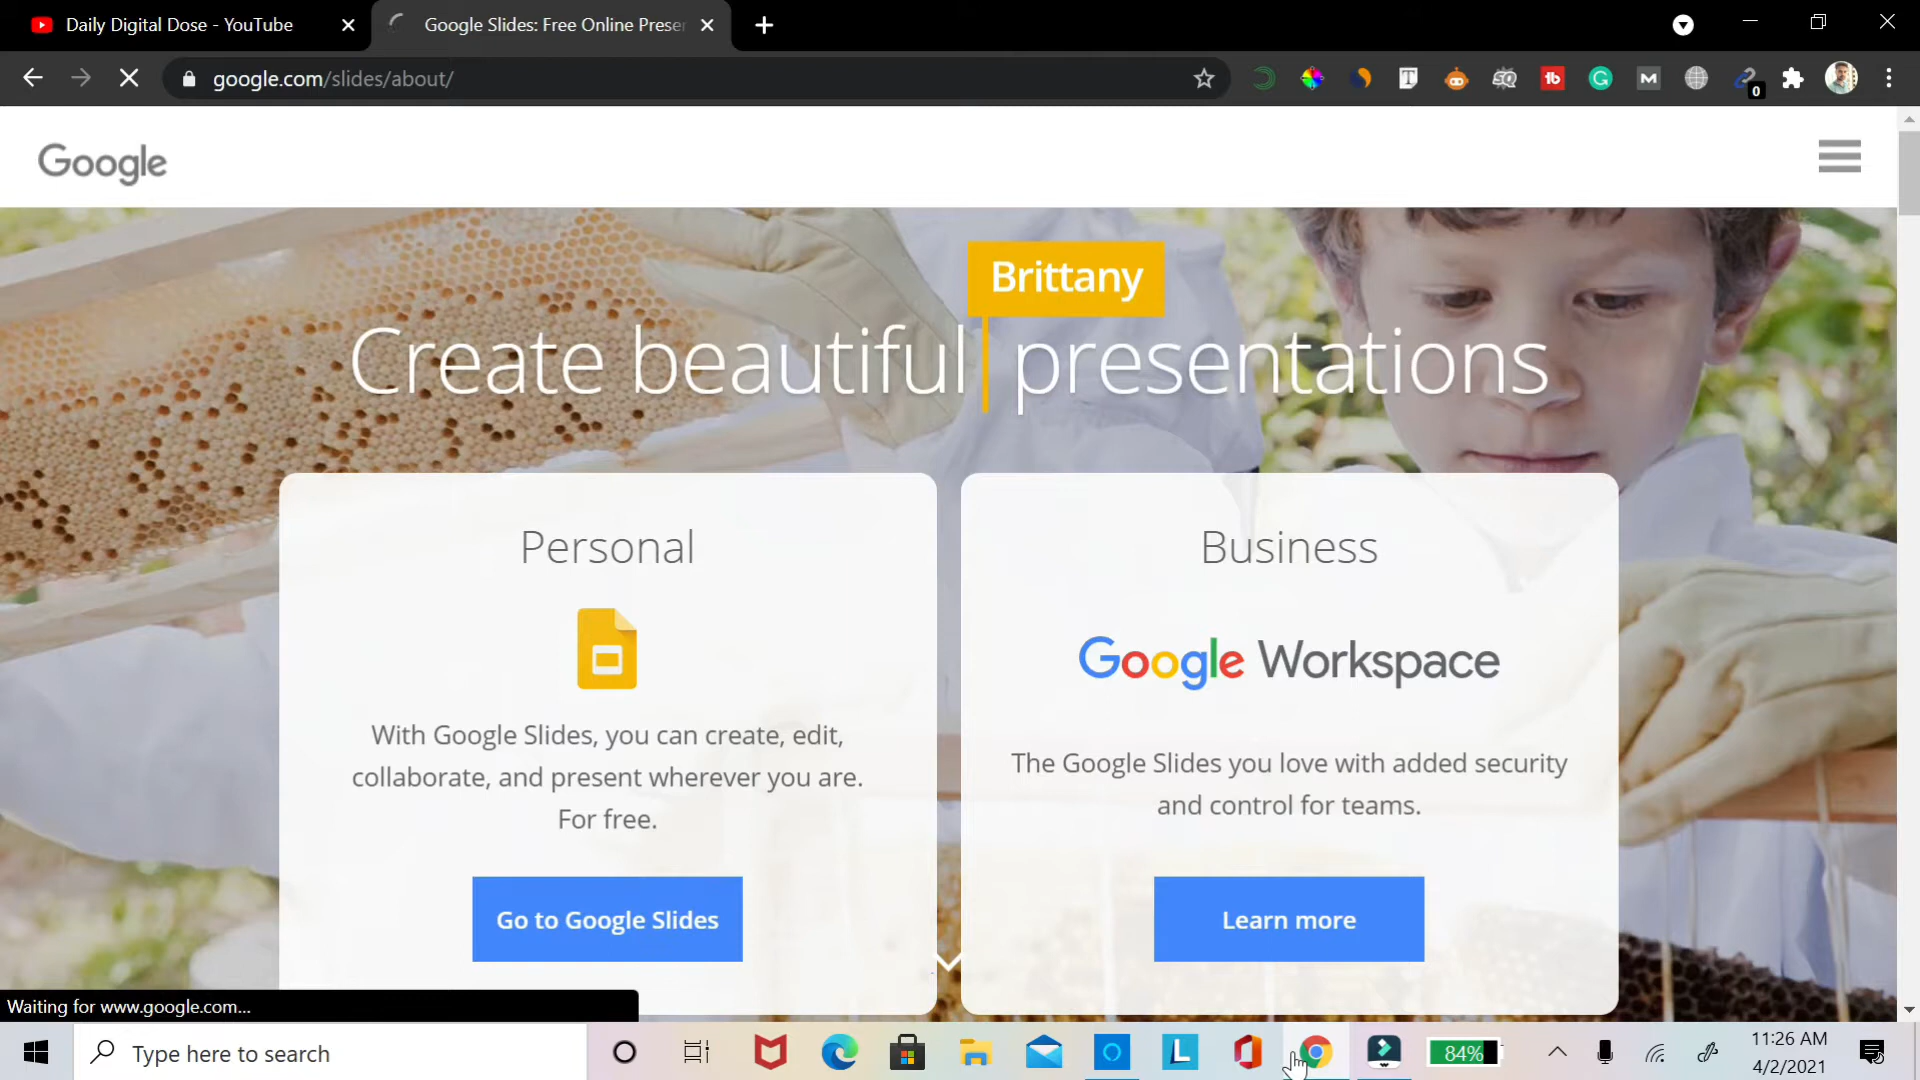 Daily Digital Dose - YouTube
Google Slides: Free Online Preser
google.com/slides/about/
0
Google
Brittany
Create beautiful presentations
Personal
With Google Slides, you can create, edit,
collaborate, and present wherever you are.
For free.
Go to Google Slides
Business
Google Workspace
The Google Slides you love with added security
and control for teams.
Learn more
Waiting for www.google.com...
Type here to search
84%
11:26 AM
4/2/2021